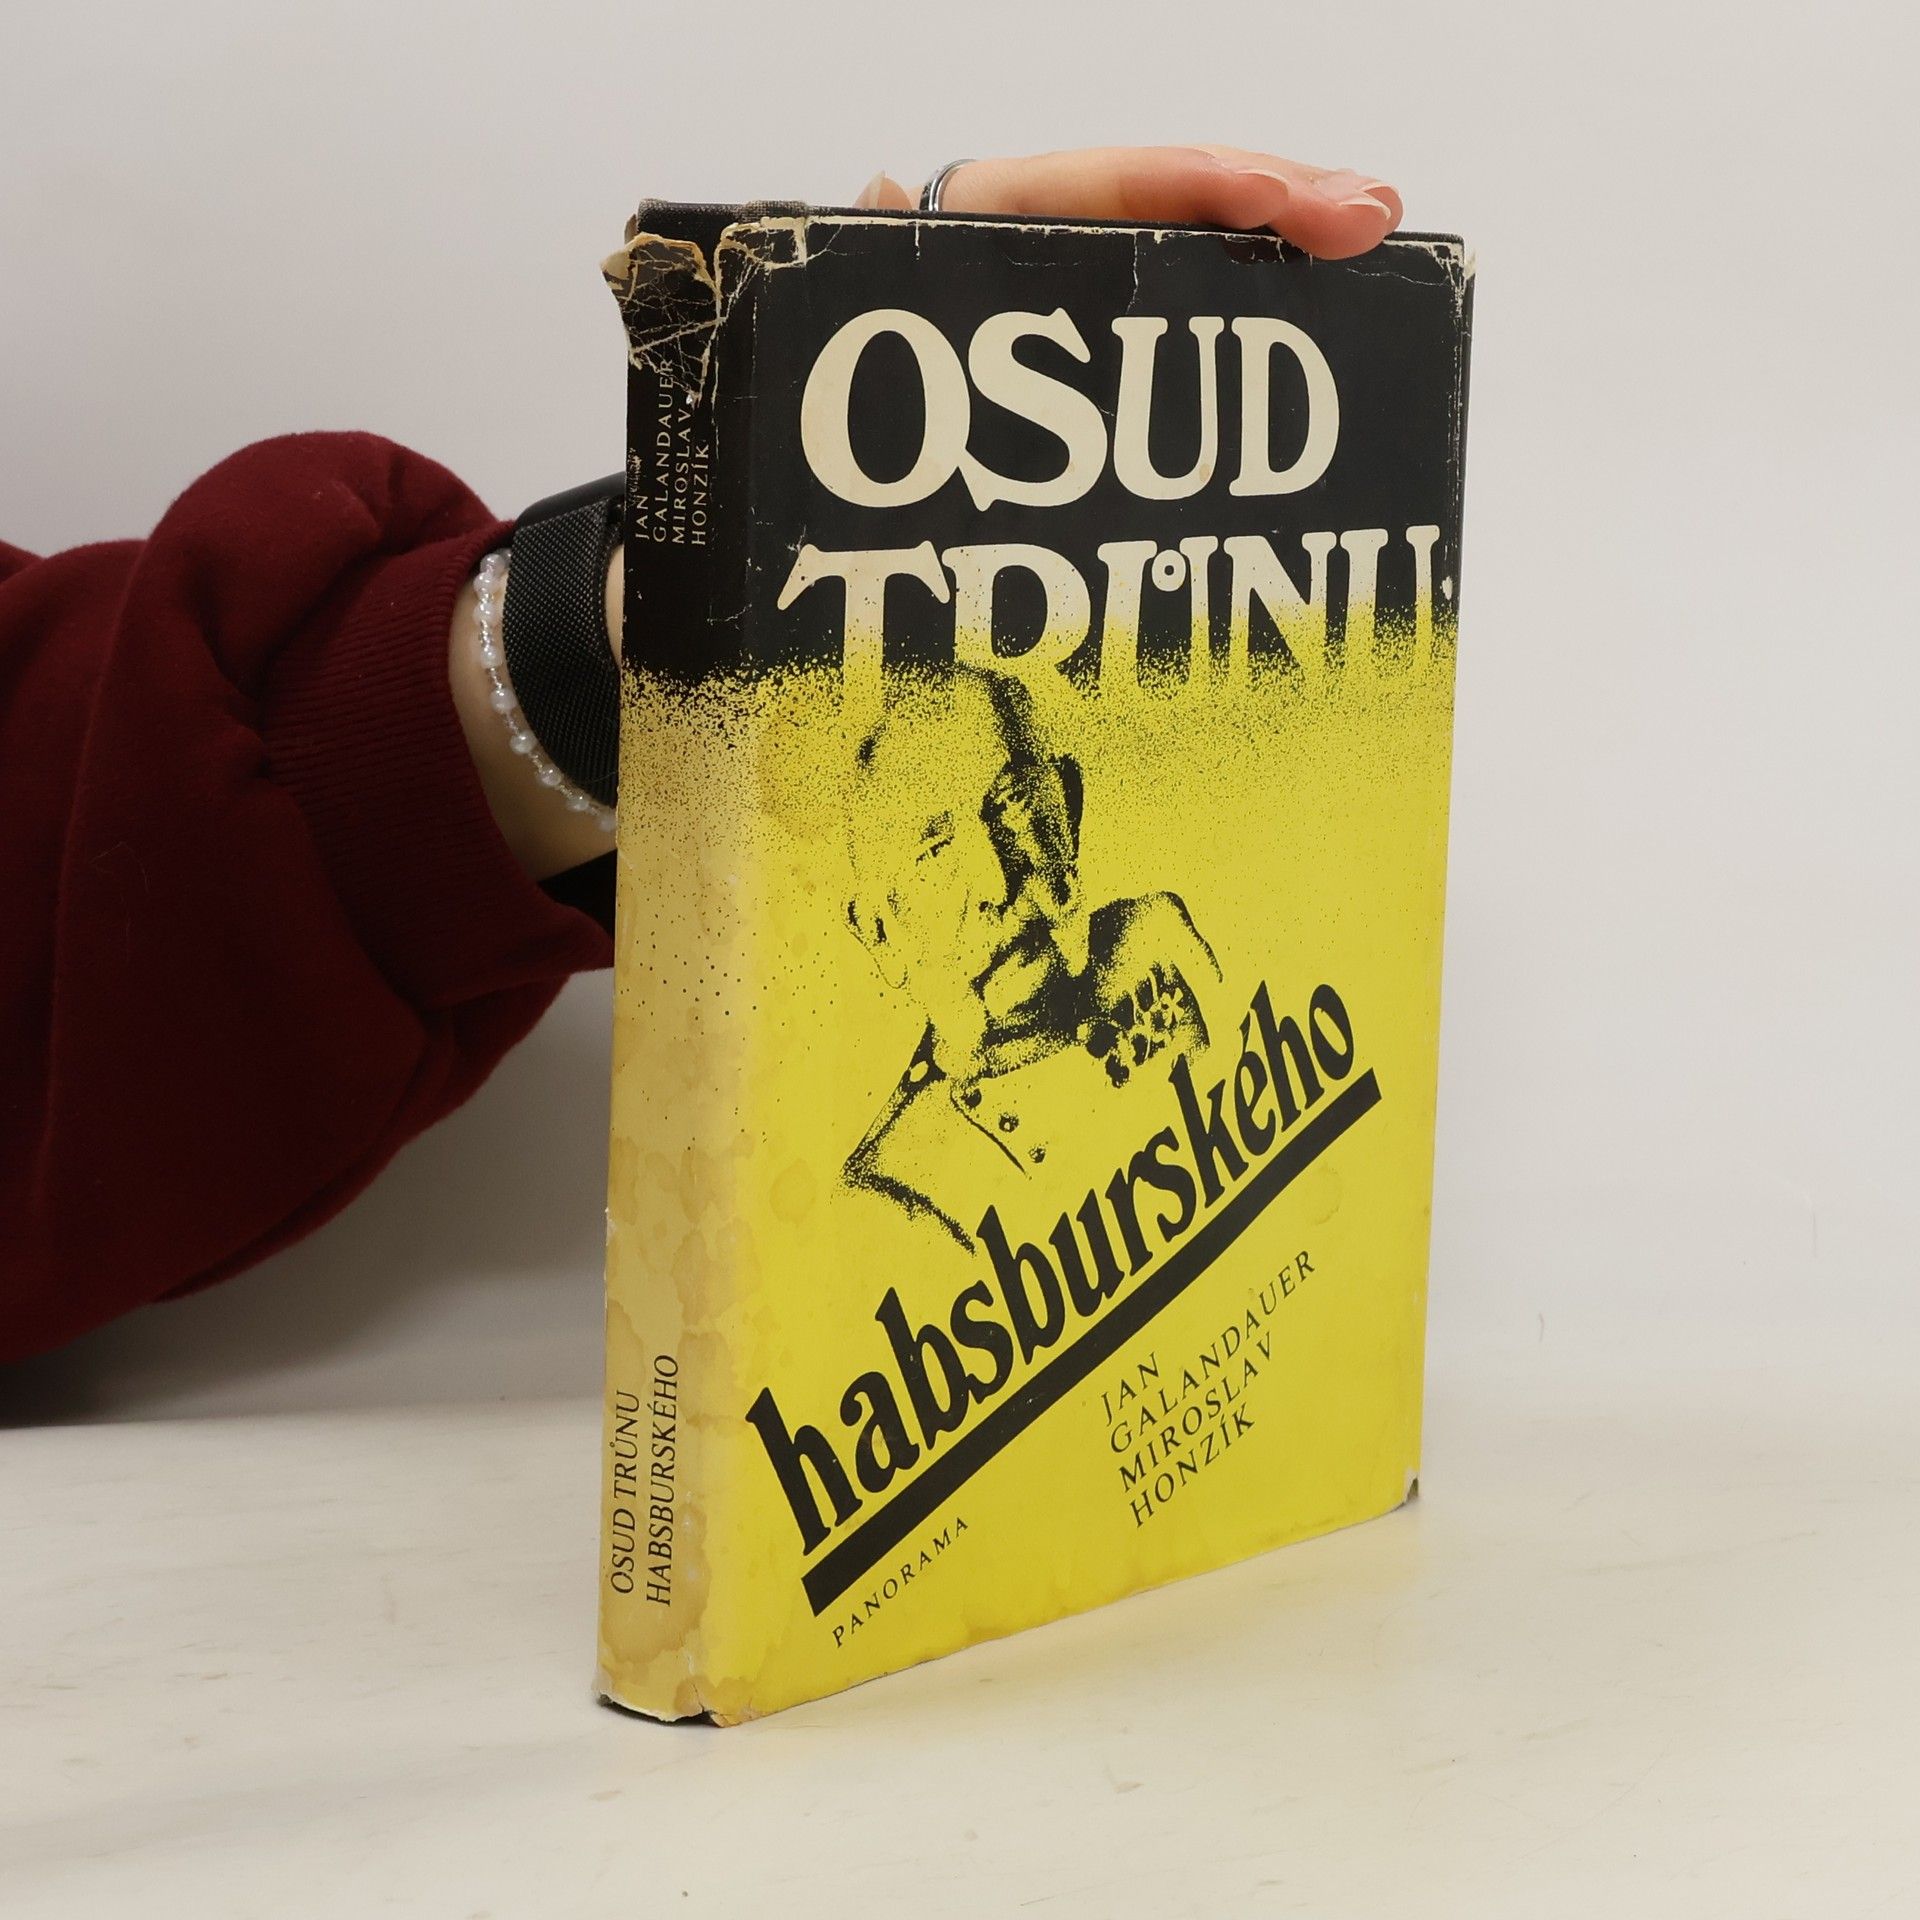 JAN
GALANDAUER
MIROSLAV
HONZÍK
OSUD TRŮNU
HABSBURSKÉHO
OSUD
TRŮNU
habsburského
JAN
GALANDAUER
MIROSLAV
HONZÍK
PANORAMA